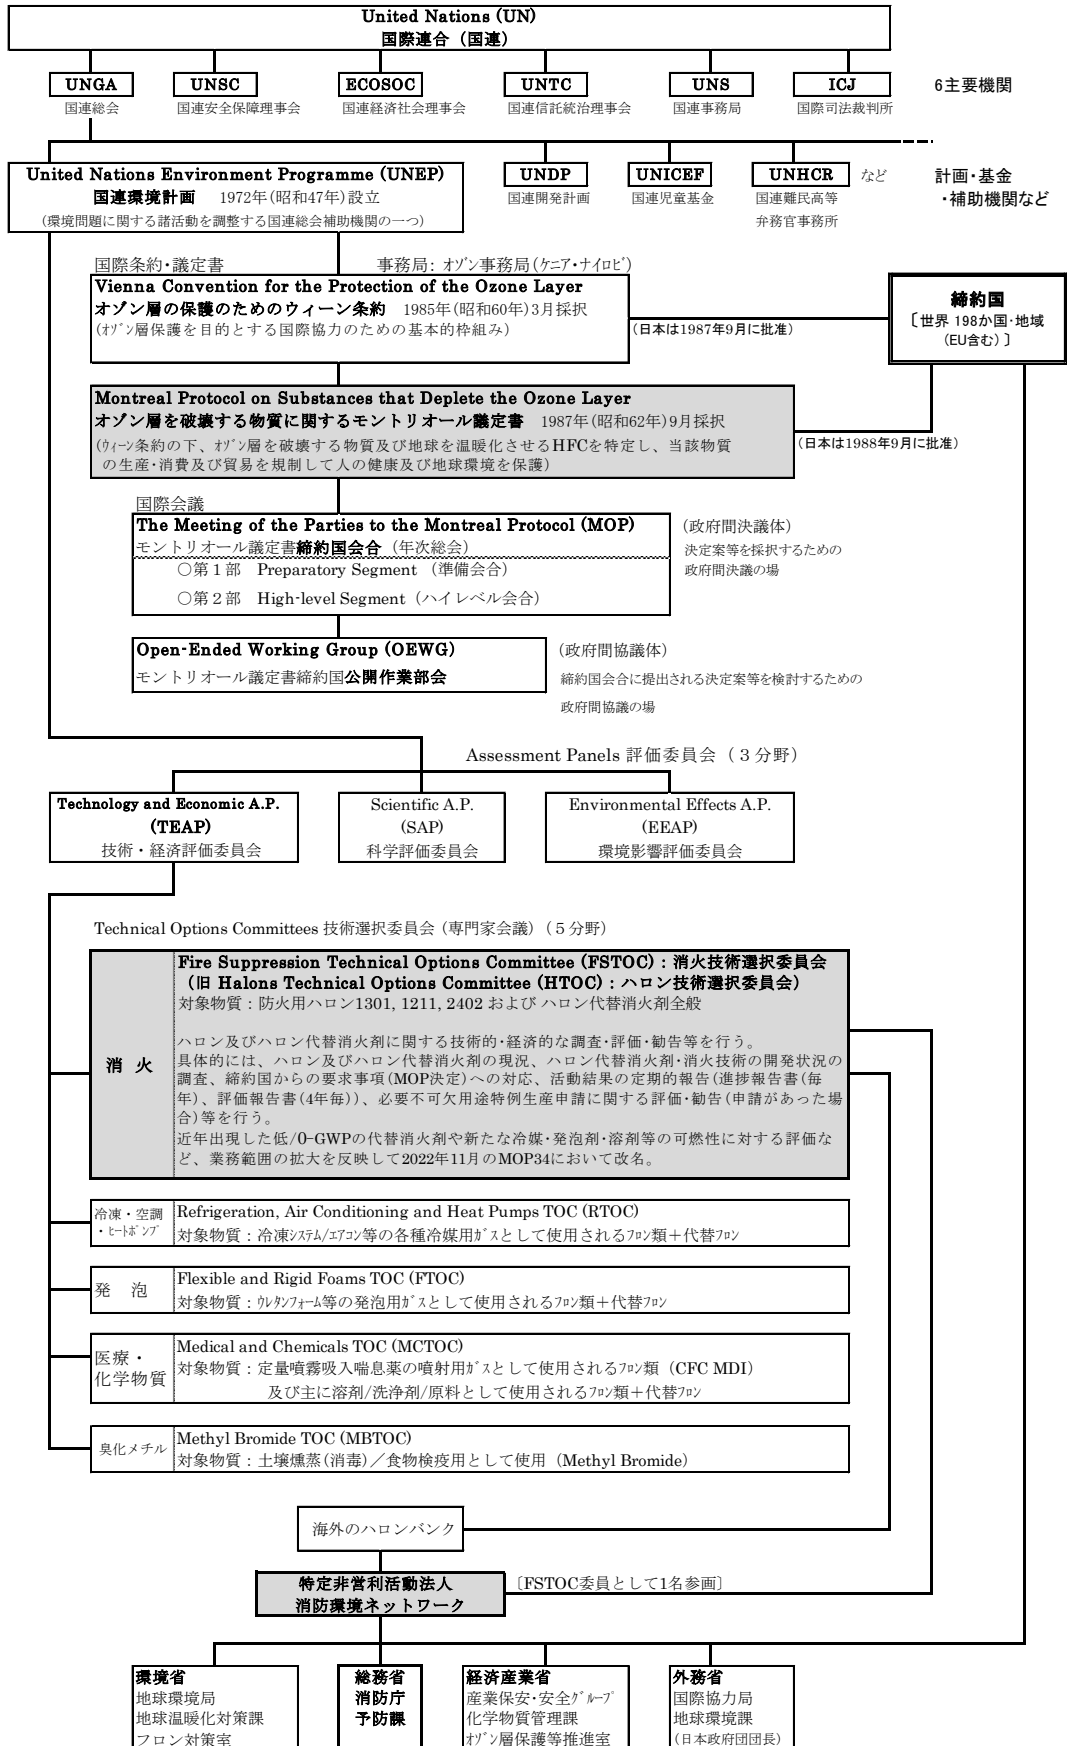 United Nations (UN)
国際連合（国連）
UNGA
UNSC
ECOSOC
UNTC
UNS
ICJ
6主要機関
国連総会
国連安全保障理事会
国連経済社会理事会
国連信託統治理事会
国連事務局
国際司法裁判所
United Nations Environment Programme (UNEP)
国連環境計画　1972年(昭和47年)設立
(環境問題に関する諸活動を調整する国連総会補助機関の一つ)
UNDP
国連開発計画
UNICEF
国連児童基金
UNHCR
国連難民高等
弁務官事務所
など
計画・基金
・補助機関など
国際条約・議定書
事務局：ｵｿﾞﾝ事務局(ｹﾆｱ・ﾅｲﾛﾋﾞ)
Vienna Convention for the Protection of the Ozone Layer
オゾン層の保護のためのウィーン条約　1985年(昭和60年)3月採択
(ｵｿﾞﾝ層保護を目的とする国際協力のための基本的枠組み)
(日本は1987年9月に批准)
締約国
〔世界 198か国・地域
(EU含む)〕
Montreal Protocol on Substances that Deplete the Ozone Layer
オゾン層を破壊する物質に関するモントリオール議定書　1987年(昭和62年)9月採択
(ｳｨｰﾝ条約の下、ｵｿﾞﾝ層を破壊する物質及び地球を温暖化させるHFCを特定し、当該物質
の生産・消費及び貿易を規制して人の健康及び地球環境を保護)
(日本は1988年9月に批准)
国際会議
The Meeting of the Parties to the Montreal Protocol (MOP)
モントリオール議定書締約国会合（年次総会）
○第１部　Preparatory Segment （準備会合）
○第２部　High-level Segment（ハイレベル会合）
（政府間決議体）
決定案等を採択するための
政府間決議の場
Open-Ended Working Group (OEWG)
モントリオール議定書締約国公開作業部会
（政府間協議体）
締約国会合に提出される決定案等を検討するための
政府間協議の場
Assessment Panels 評価委員会（３分野）
Technology and Economic A.P.
(TEAP)
技術・経済評価委員会
Scientific A.P.
(SAP)
科学評価委員会
Environmental Effects A.P.
(EEAP)
環境影響評価委員会
Technical Options Committees 技術選択委員会（専門家会議）（５分野）
消　火
Fire Suppression Technical Options Committee (FSTOC)：消火技術選択委員会
（旧 Halons Technical Options Committee (HTOC)：ハロン技術選択委員会）
対象物質：防火用ハロン1301, 1211, 2402 および ハロン代替消火剤全般
ハロン及びハロン代替消火剤に関する技術的・経済的な調査・評価・勧告等を行う。
具体的には、ハロン及びハロン代替消火剤の現況、ハロン代替消火剤・消火技術の開発状況の
調査、締約国からの要求事項(MOP決定)への対応、活動結果の定期的報告(進捗報告書(毎
年)、評価報告書(4年毎))、必要不可欠用途特例生産申請に関する評価・勧告(申請があった場
合)等を行う。
近年出現した低/0-GWPの代替消火剤や新たな冷媒・発泡剤・溶剤等の可燃性に対する評価な
ど、業務範囲の拡大を反映して2022年11月のMOP34において改名。
冷凍・空調
・ﾋｰﾄﾎﾟﾝﾌﾟ
Refrigeration, Air Conditioning and Heat Pumps TOC (RTOC)
対象物質：冷凍ｼｽﾃﾑ/ｴｱｺﾝ等の各種冷媒用ｶﾞｽとして使用されるﾌﾛﾝ類＋代替ﾌﾛﾝ
発　泡
Flexible and Rigid Foams TOC (FTOC)
対象物質：ｳﾚﾀﾝﾌｫｰﾑ等の発泡用ｶﾞｽとして使用されるﾌﾛﾝ類＋代替ﾌﾛﾝ
医療・
化学物質
Medical and Chemicals TOC (MCTOC)
対象物質：定量噴霧吸入喘息薬の噴射用ｶﾞｽとして使用されるﾌﾛﾝ類（CFC MDI）
及び主に溶剤/洗浄剤/原料として使用されるﾌﾛﾝ類＋代替ﾌﾛﾝ
臭化メチル
Methyl Bromide TOC (MBTOC)
対象物質：土壌燻蒸(消毒)／食物検疫用として使用（Methyl Bromide）
海外のハロンバンク
特定非営利活動法人
消防環境ネットワーク
〔FSTOC委員として1名参画〕
環境省
地球環境局
地球温暖化対策課
フロン対策室
総務省
消防庁
予防課
経済産業省
産業保安・安全ｸﾞﾙｰﾌﾟ
化学物質管理課
ｵｿﾞﾝ層保護等推進室
外務省
国際協力局
地球環境課
(日本政府団団長)